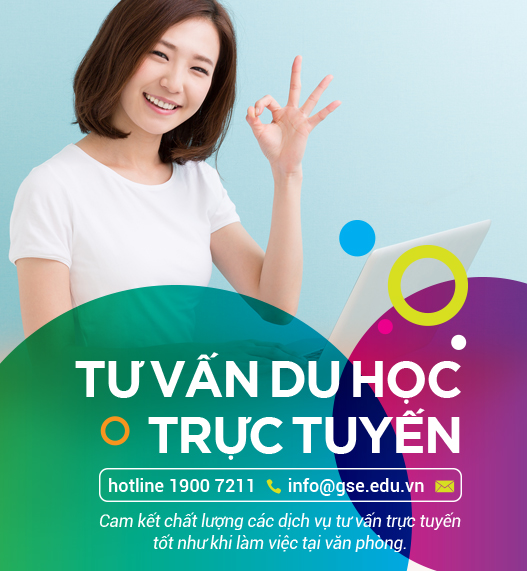 TƯ VẤN DU HỌC
TRỰC TUYẾN
hotline 1900 7211 info@gse.edu.vn
Cam kết chất lượng các dịch vụ tư vấn trực tuyến
tốt như khi làm việc tại văn phòng.